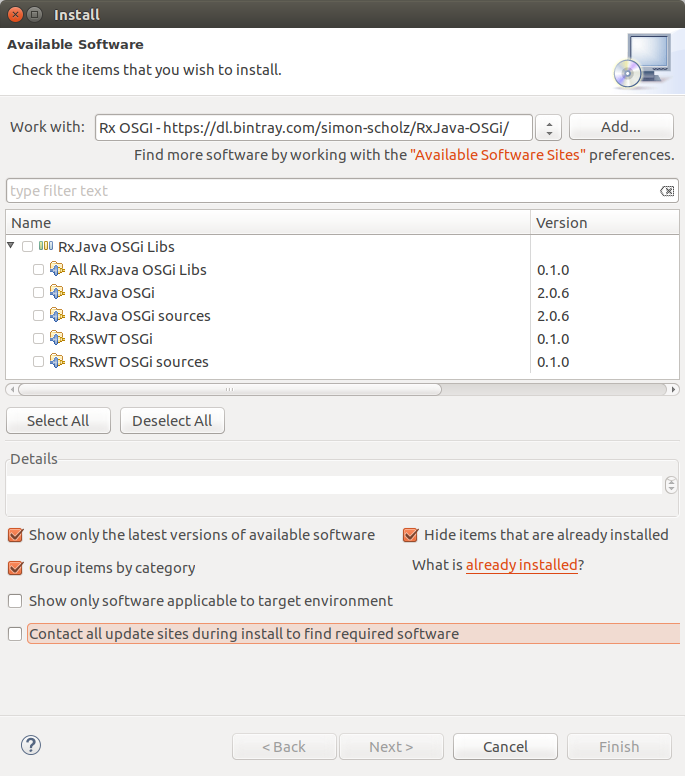 Install
Available Software
Check the items that you wish to install.
Work with: Rx OSGI - https://dl.bintray.com/simon-scholz/RxJava-OSGi/ Add...
Find more software by working with the "Available Software Sites" preferences.
type filter text
Name Version
RxJava OSGi Libs
All RxJava OSGi Libs 0.1.0
RxJava OSGi 2.0.6
RxJava OSGi sources 2.0.6
RxSWT OSGi 0.1.0
RxSWT OSGi sources 0.1.0
Select All Deselect All
Details
Show only the latest versions of available software Hide items that are already installed
Group items by category What is already installed?
Show only software applicable to target environment
Contact all update sites during install to find required software
? < Back Next > Cancel Finish